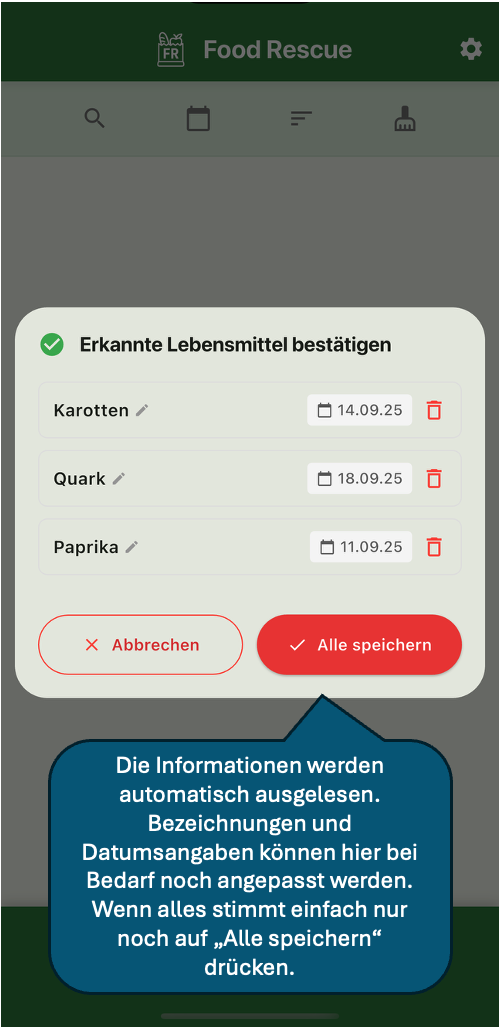 FR
Food Rescue
Erkannte Lebensmittel bestätigen
Karotten
14.09.25
Quark
18.09.25
Paprika
11.09.25
Abbrechen
Alle speichern
Die Informationen werden
automatisch ausgelesen.
Bezeichnungen und
Datumsangaben können hier bei
Bedarf noch angepasst werden.
Wenn alles stimmt einfach nur
noch auf „Alle speichern“
drücken.